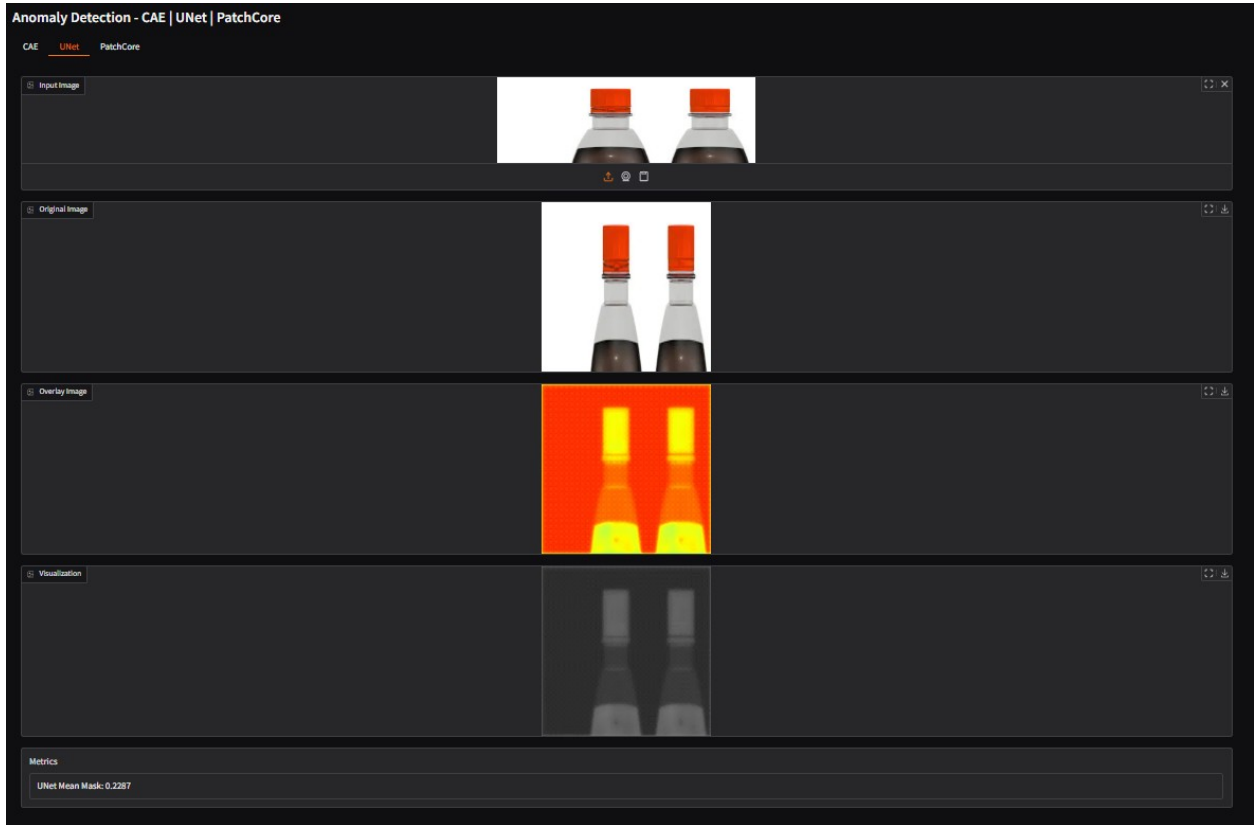 Anomaly Detection - CAE | UNet | PatchCore
CAE UNet PatchCore
Input Image
Original Image
Overlay Image
Visualization
Metrics
UNet Mean Mask: 0.2287